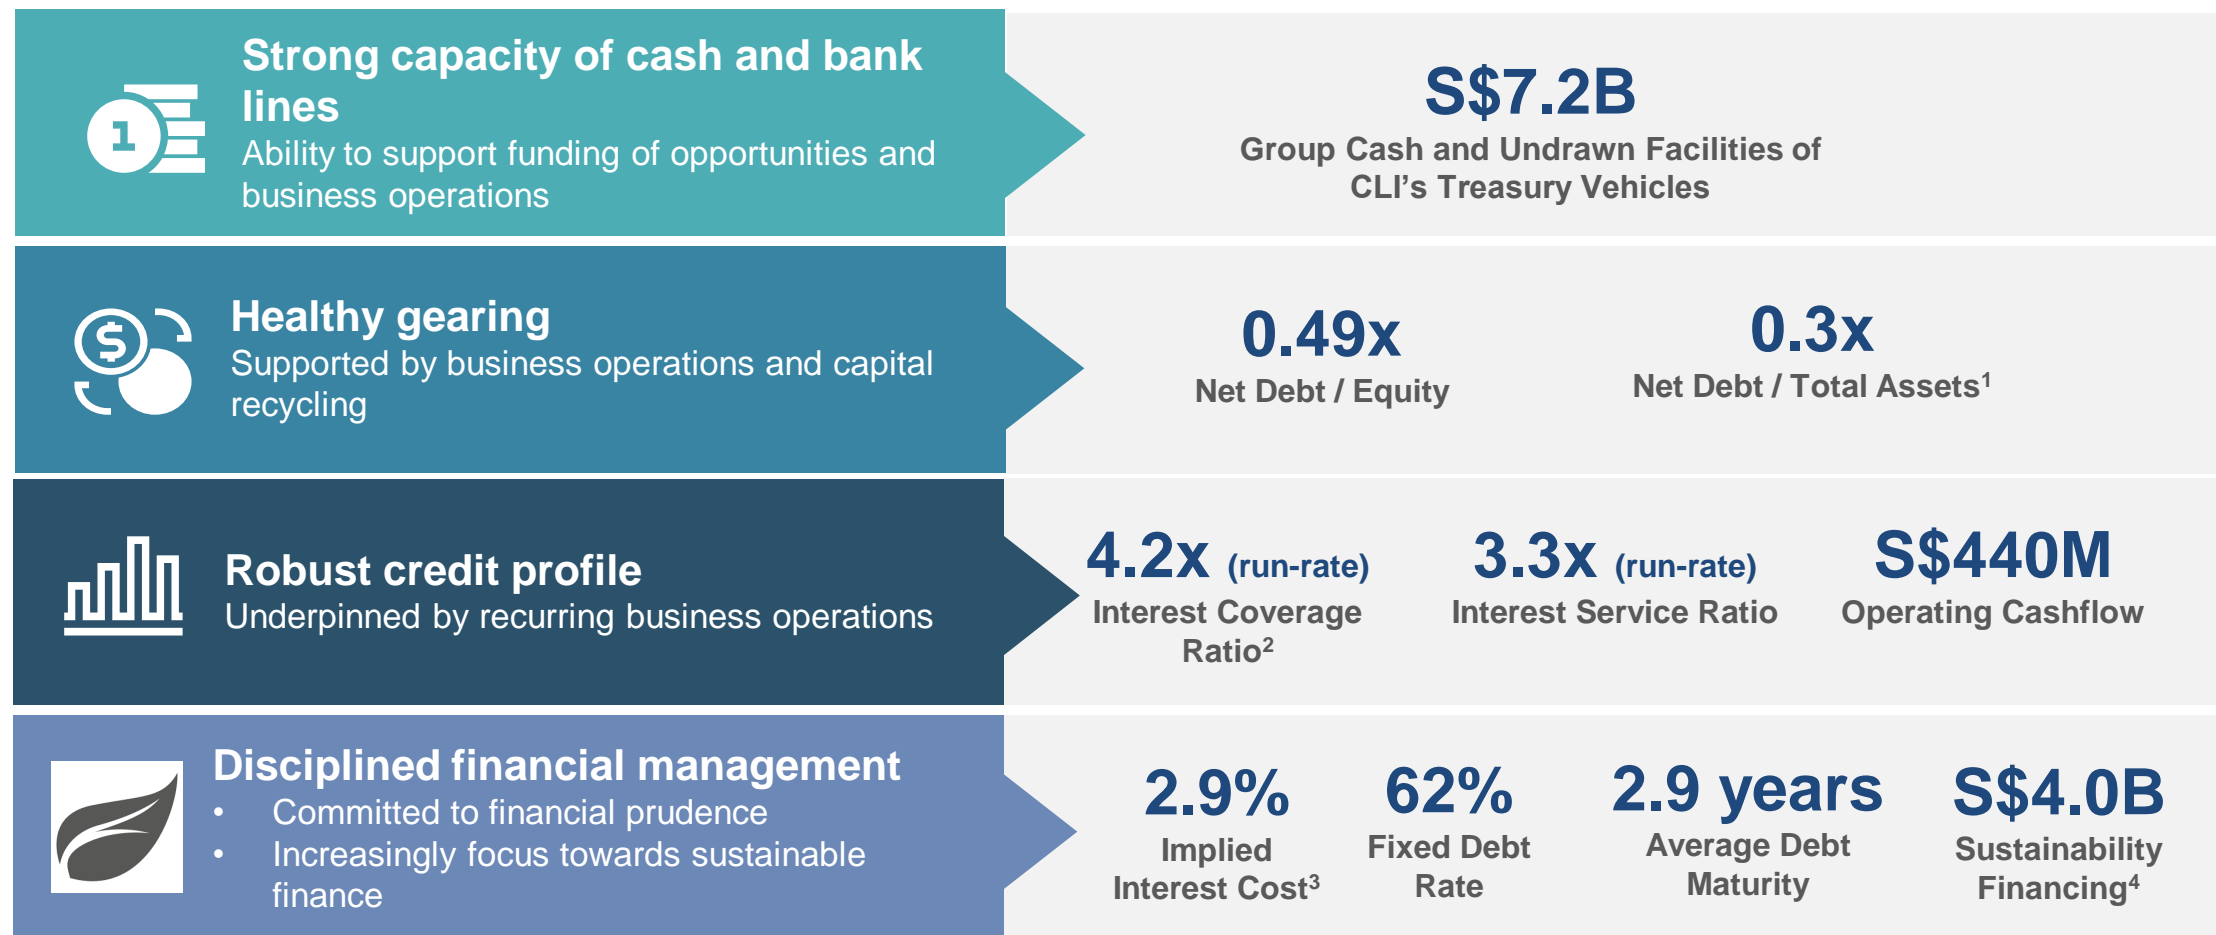 Strong capacity of cash and bank
lines
Ability to support funding of opportunities and
business operations
1
S$7.2B
Group Cash and Undrawn Facilities of
CLI’s Treasury Vehicles
Healthy gearing
Supported by business operations and capital
recycling
$
0.49x
Net Debt / Equity
0.3x
Net Debt / Total Assets¹
Robust credit profile
Underpinned by recurring business operations
4.2x (run-rate)
Interest Coverage
Ratio²
3.3x (run-rate)
Interest Service Ratio
S$440M
Operating Cashflow
Disciplined financial management
• Committed to financial prudence
• Increasingly focus towards sustainable
finance
2.9%
Implied
Interest Cost³
62%
Fixed Debt
Rate
2.9 years
Average Debt
Maturity
S$4.0B
Sustainability
Financing⁴